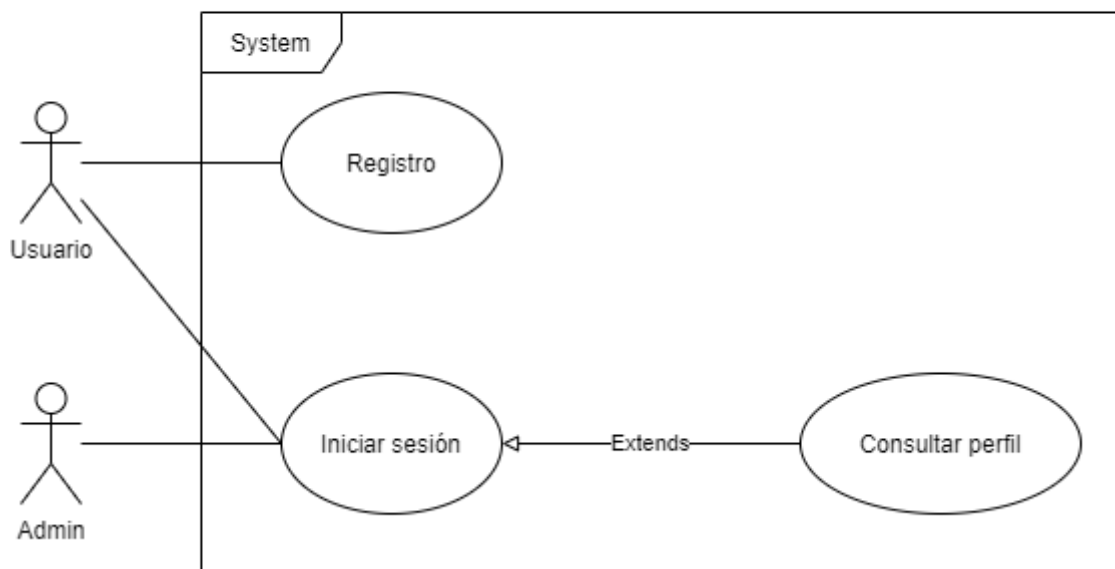 System
Registro
Usuario
Iniciar sesión
Extends
Consultar perfil
Admin